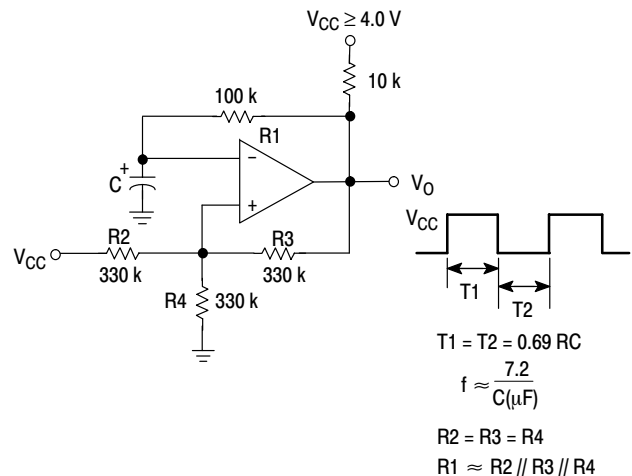 V_CC ≥ 4.0 V
10 k
100 k
R1
−
+
+
C
V_O
V_CC
R2
330 k
R3
330 k
R4
330 k
V_CC
T1
T2
T1 = T2 = 0.69 RC
f ≈ 7.2 / C(µF)
R2 = R3 = R4
R1 ≈ R2 // R3 // R4